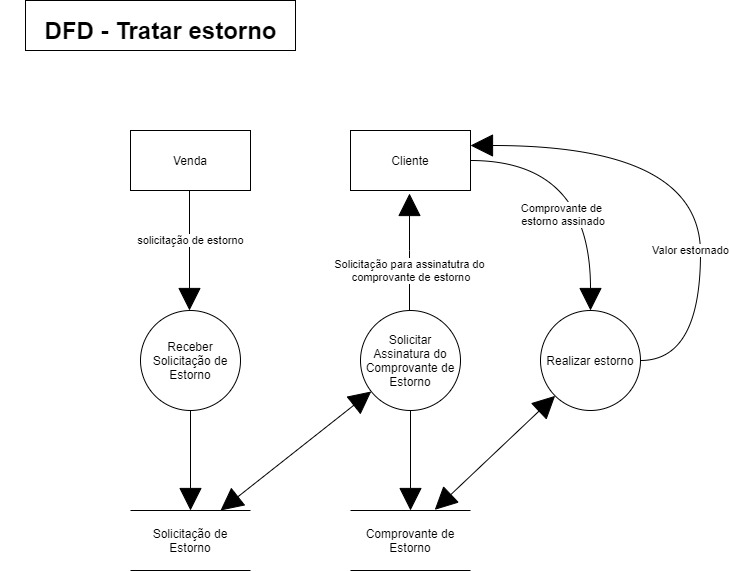 DFD - Tratar estorno
Venda
Cliente
solicitação de estorno
Comprovante de
estorno assinado
Valor estornado
Solicitação para assinatutra do
comprovante de estorno
Receber
Solicitação de
Estorno
Solicitar
Assinatura do
Comprovante de
Estorno
Realizar estorno
Solicitação de
Estorno
Comprovante de
Estorno